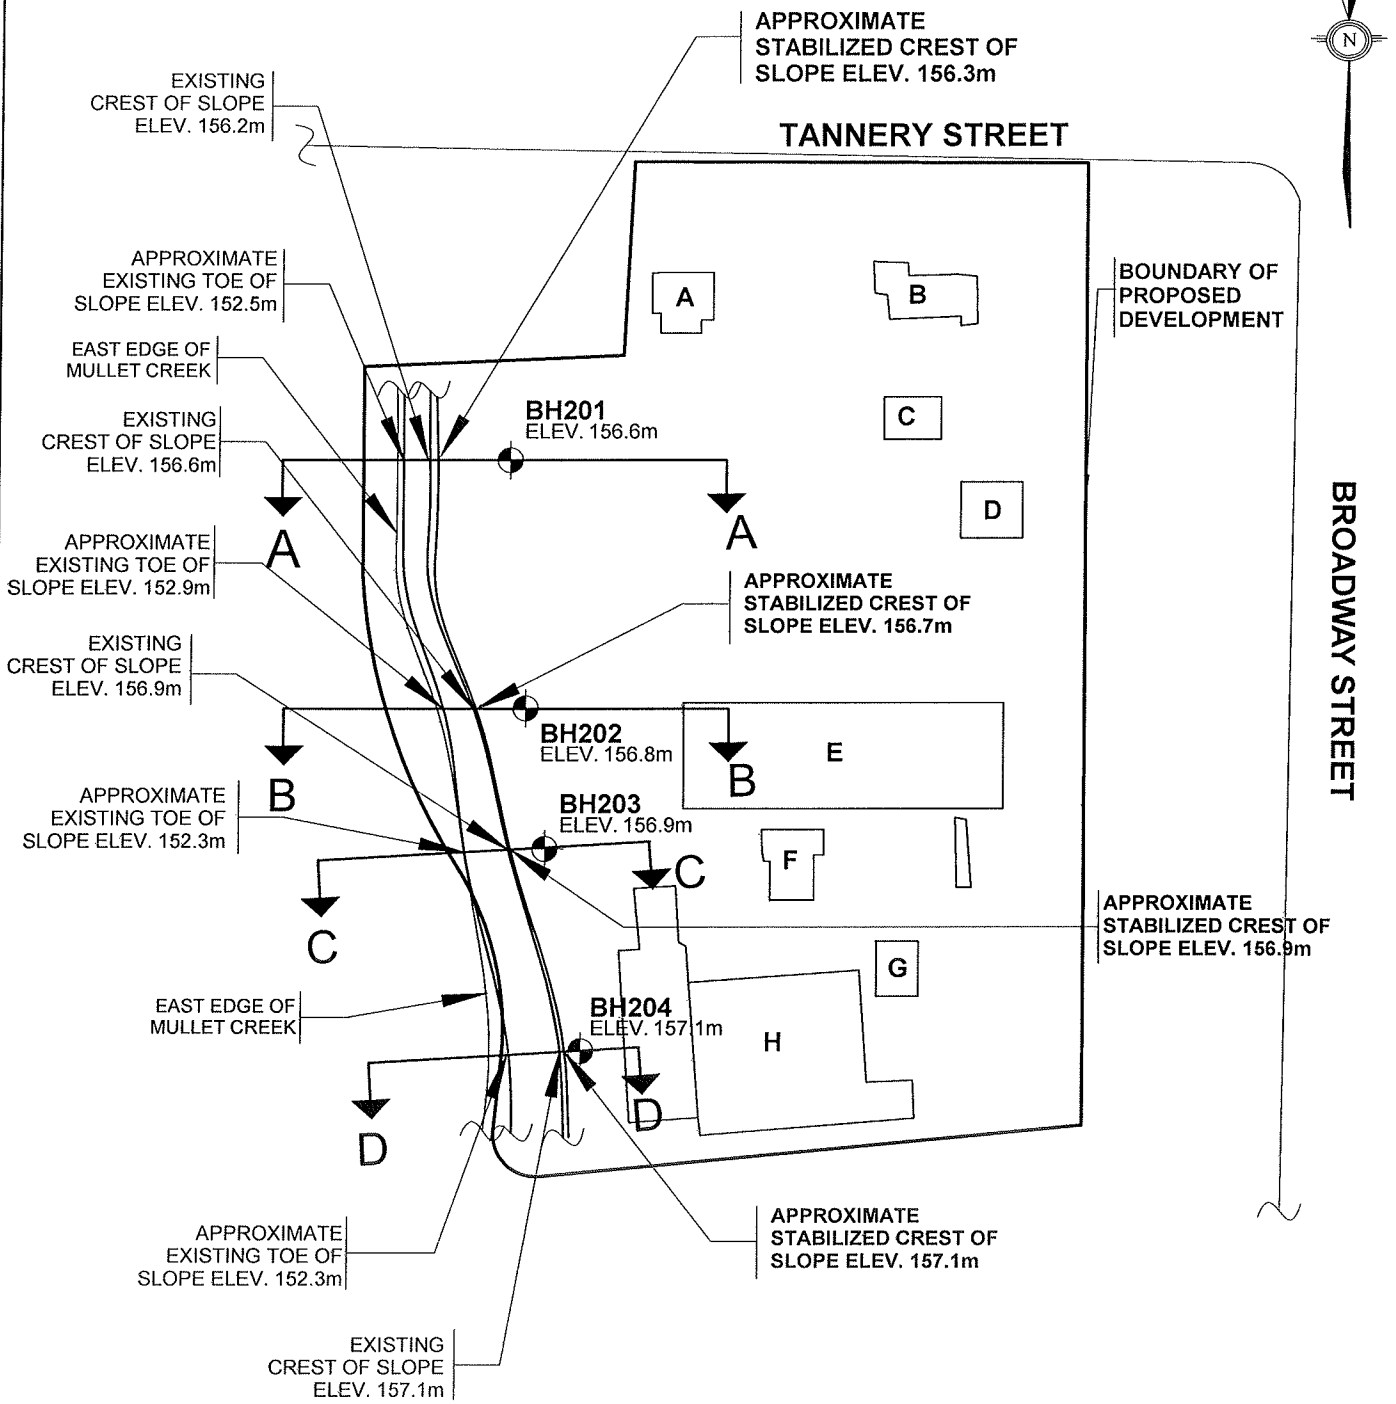 APPROXIMATE
STABILIZED CREST OF
SLOPE ELEV. 156.3m
N
EXISTING
CREST OF SLOPE
ELEV. 156.2m
TANNERY STREET
APPROXIMATE
EXISTING TOE OF
SLOPE ELEV. 152.5m
A
B
BOUNDARY OF
PROPOSED
DEVELOPMENT
EAST EDGE OF
MULLET CREEK
EXISTING
CREST OF SLOPE
ELEV. 156.6m
BH201
ELEV. 156.6m
C
D
A
A
BROADWAY STREET
APPROXIMATE
EXISTING TOE OF
SLOPE ELEV. 152.9m
APPROXIMATE
STABILIZED CREST OF
SLOPE ELEV. 156.7m
EXISTING
CREST OF SLOPE
ELEV. 156.9m
BH202
ELEV. 156.8m
E
B
B
APPROXIMATE
EXISTING TOE OF
SLOPE ELEV. 152.3m
BH203
ELEV. 156.9m
F
C
C
APPROXIMATE
STABILIZED CREST OF
SLOPE ELEV. 156.9m
G
EAST EDGE OF
MULLET CREEK
BH204
ELEV. 157.1m
H
D
D
APPROXIMATE
EXISTING TOE OF
SLOPE ELEV. 152.3m
APPROXIMATE
STABILIZED CREST OF
SLOPE ELEV. 157.1m
EXISTING
CREST OF SLOPE
ELEV. 157.1m